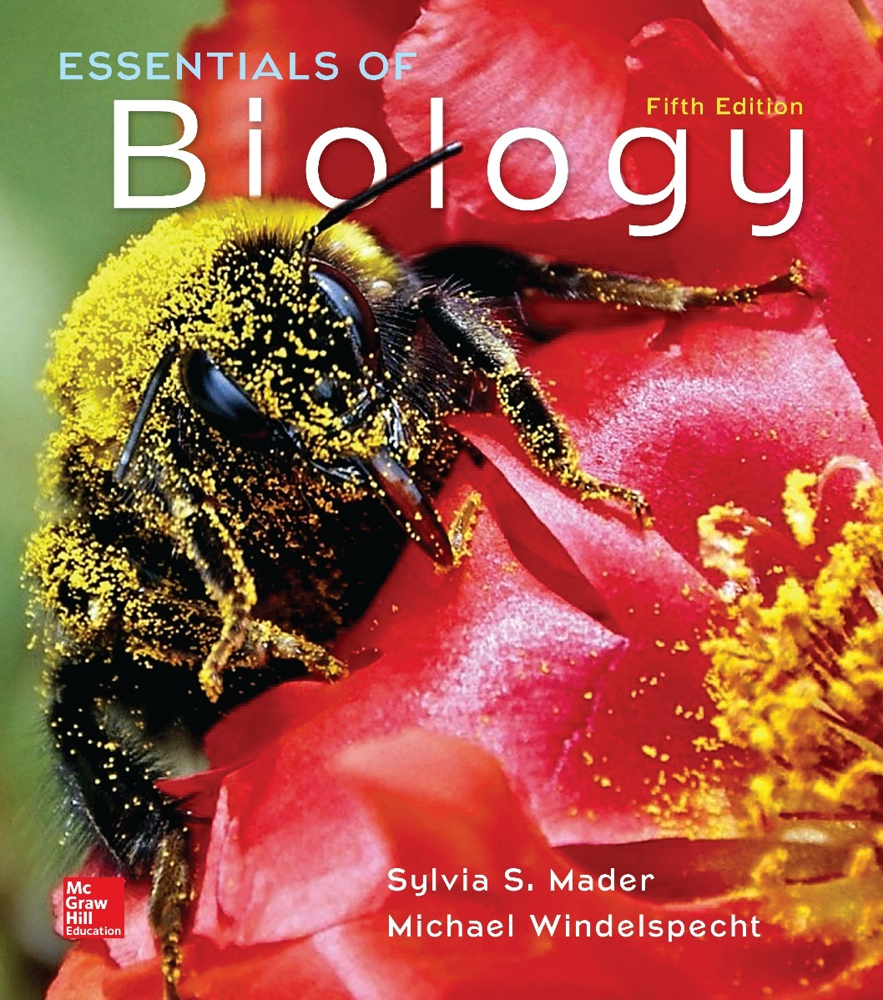 ESSENTIALS OF
Fifth Edition
Biology
Sylvia S. Mader
Michael Windelspecht
Mc
Graw
Hill
Education